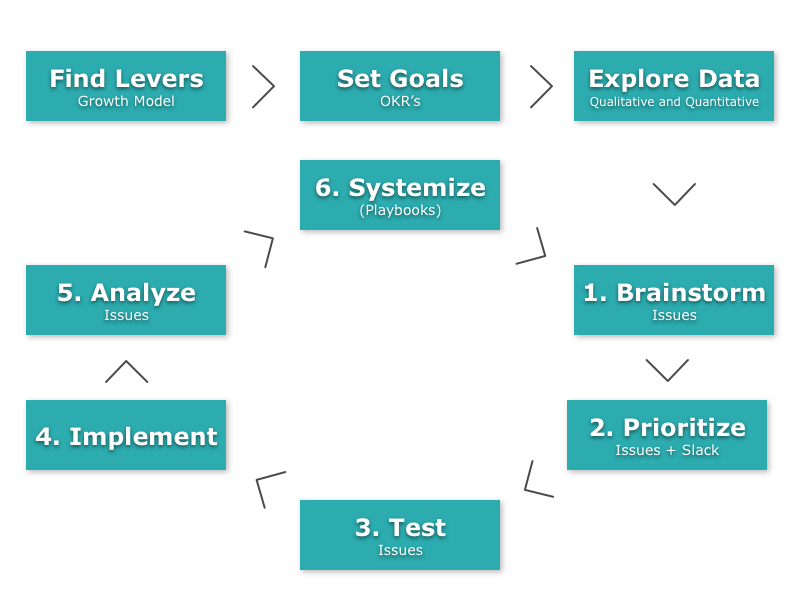 Find Levers
Growth Model
Set Goals
OKR’s
Explore Data
Qualitative and Quantitative
6. Systemize
(Playbooks)
1. Brainstorm
Issues
2. Prioritize
Issues + Slack
3. Test
Issues
4. Implement
5. Analyze
Issues